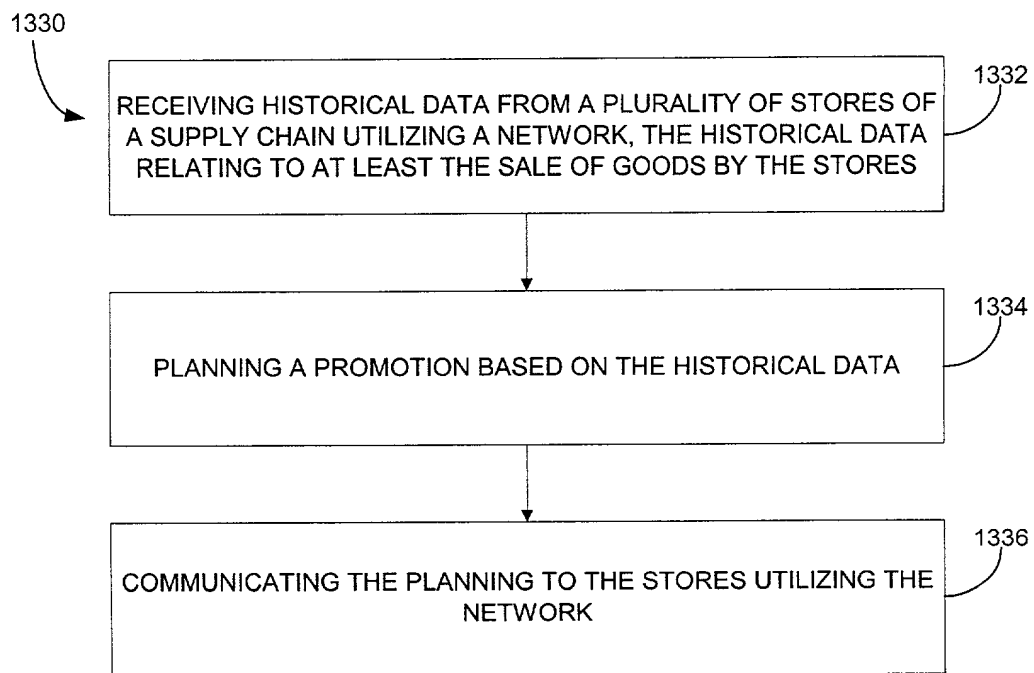 1330
1332
RECEIVING HISTORICAL DATA FROM A PLURALITY OF STORES OF
A SUPPLY CHAIN UTILIZING A NETWORK, THE HISTORICAL DATA
RELATING TO AT LEAST THE SALE OF GOODS BY THE STORES
1334
PLANNING A PROMOTION BASED ON THE HISTORICAL DATA
1336
COMMUNICATING THE PLANNING TO THE STORES UTILIZING THE
NETWORK